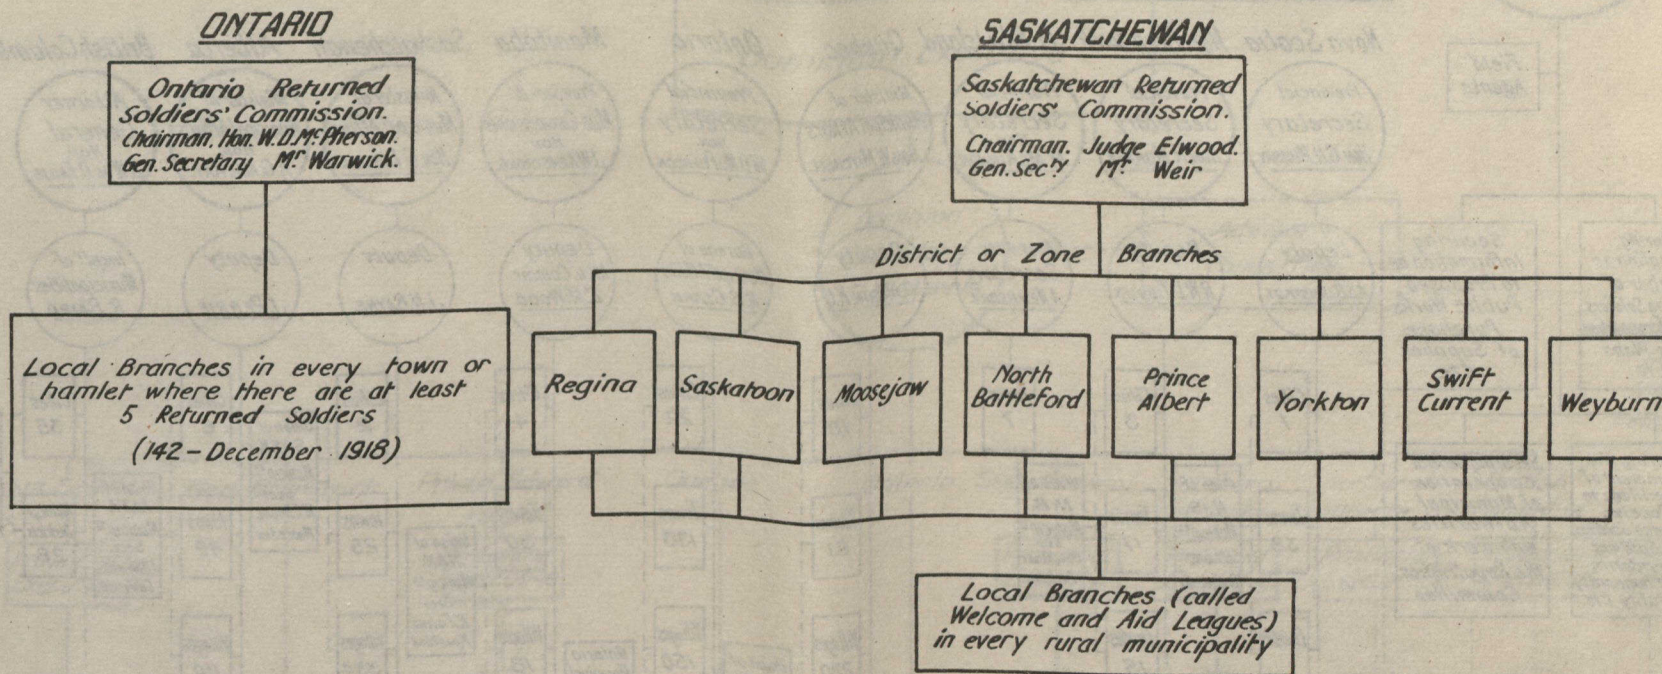 ONTARIO
Ontario Returned
Soldiers' Commission.
Chairman. Hon. W.D. McPherson.
Gen. Secretary Mr Warwick.
Local Branches in every town or
hamlet where there are at least
5 Returned Soldiers
(142 – December 1918)
SASKATCHEWAN
Saskatchewan Returned
Soldiers' Commission.
Chairman. Judge Elwood.
Gen. Sec'y Mr Weir
District or Zone Branches
Regina
Saskatoon
Moosejaw
North
Battleford
Prince
Albert
Yorkton
Swift
Current
Weyburn
Local Branches (called
Welcome and Aid Leagues)
in every rural municipality